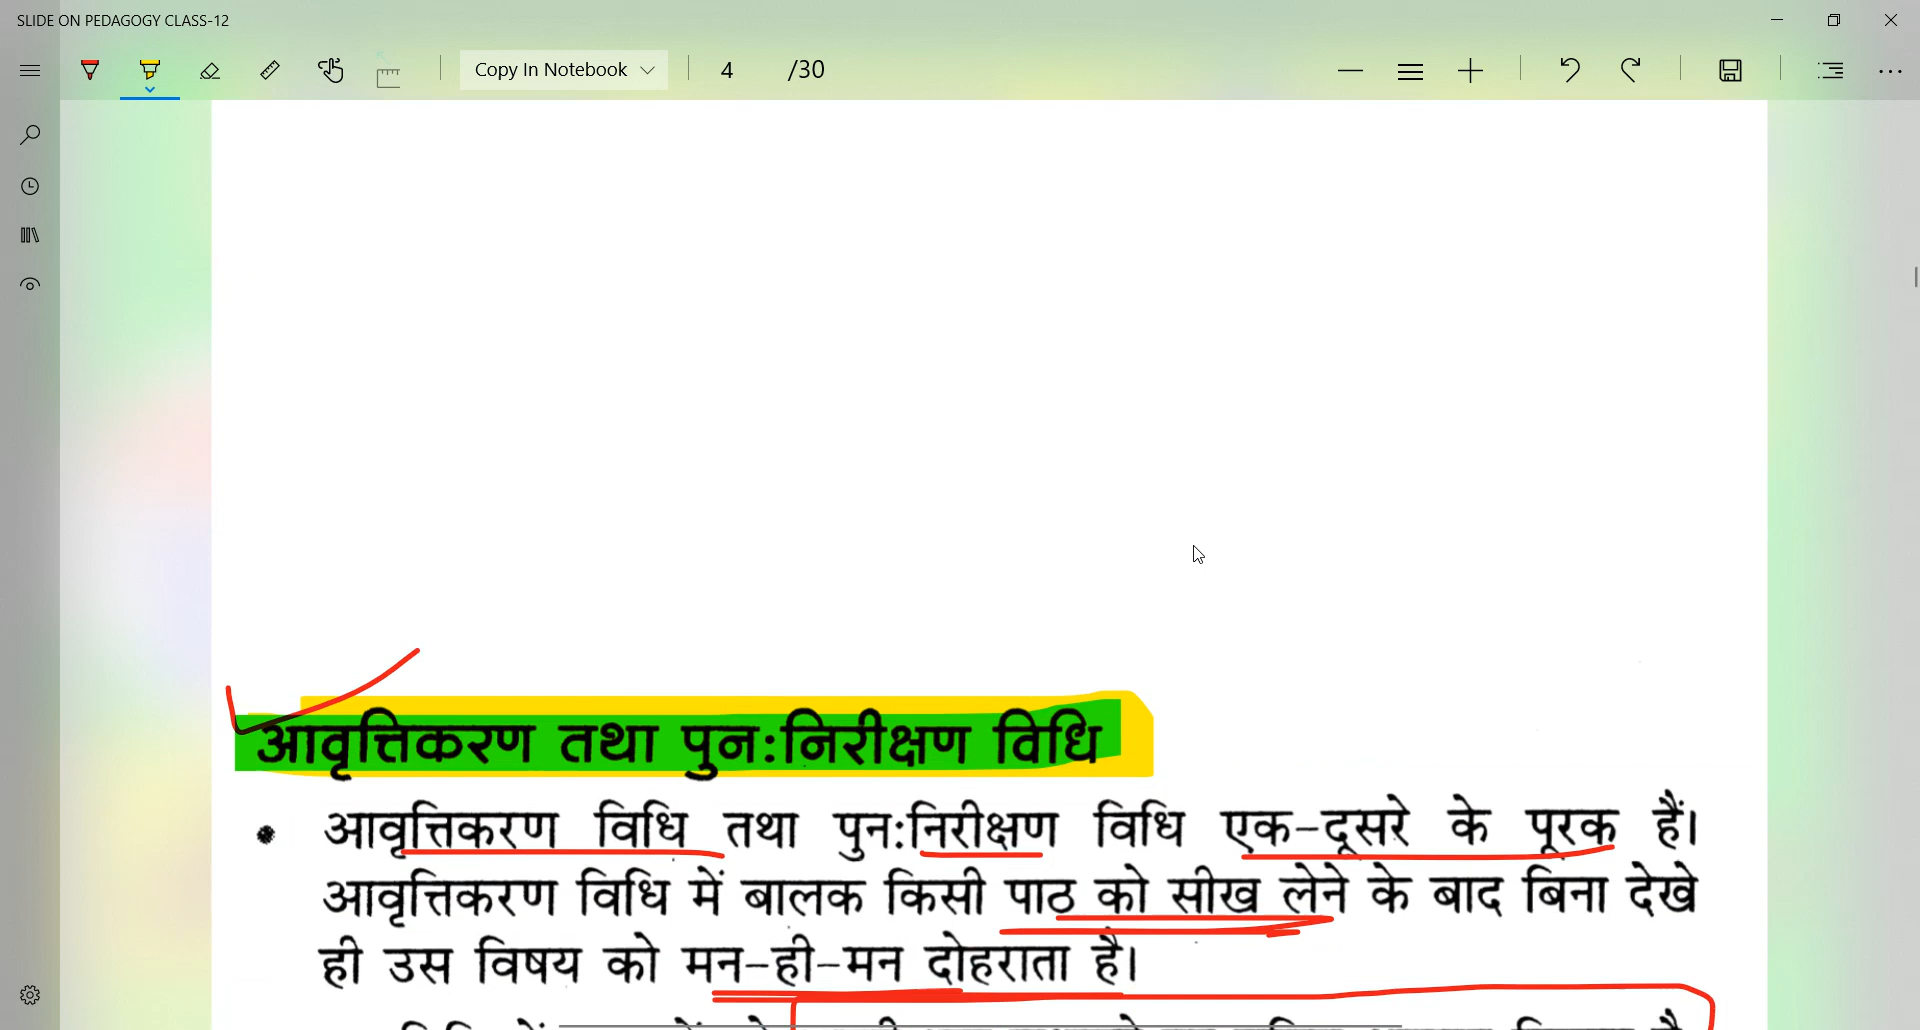 SLIDE ON PEDAGOGY CLASS-12
Copy In Notebook 4 /30
आवृत्तिकरण तथा पुन:निरीक्षण विधि
• आवृत्तिकरण विधि तथा पुन:निरीक्षण विधि एक-दूसरे के पूरक हैं।
आवृत्तिकरण विधि में बालक किसी पाठ को सीख लेने के बाद बिना देखे
ही उस विषय को मन-ही-मन दोहराता है।